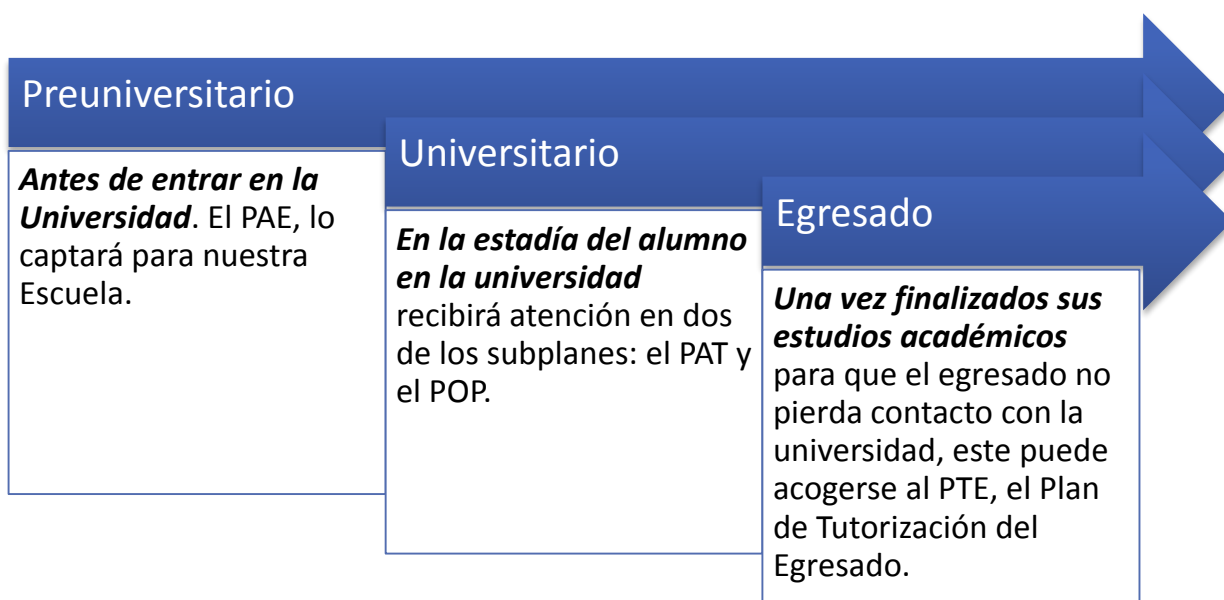 Preuniversitario
Antes de entrar en la
Universidad. El PAE, lo
captará para nuestra
Escuela.
Universitario
En la estadía del alumno
en la universidad
recibirá atención en dos
de los subplanes: el PAT y
el POP.
Egresado
Una vez finalizados sus
estudios académicos
para que el egresado no
pierda contacto con la
universidad, este puede
acogerse al PTE, el Plan
de Tutorización del
Egresado.